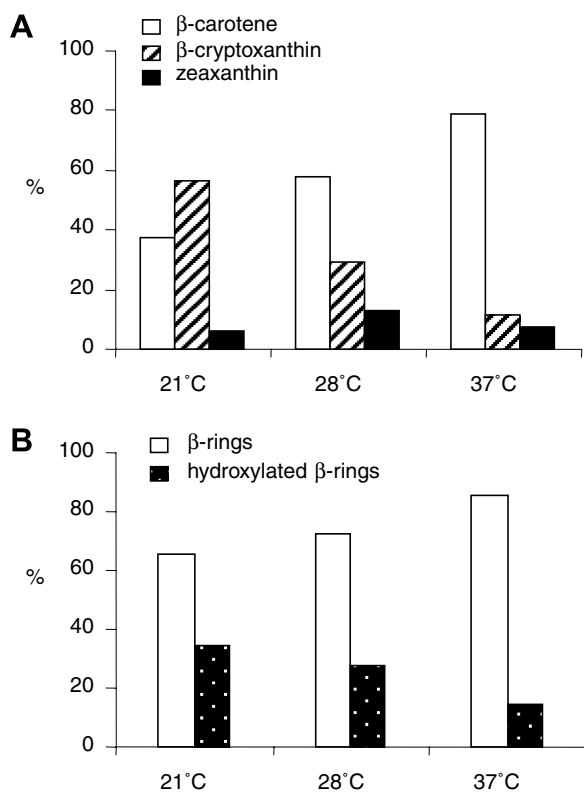 A
β-carotene
β-cryptoxanthin
zeaxanthin
100
80
60
%
40
20
0
21˚C 28˚C 37˚C
B
β-rings
hydroxylated β-rings
100
80
60
%
40
20
0
21˚C 28˚C 37˚C